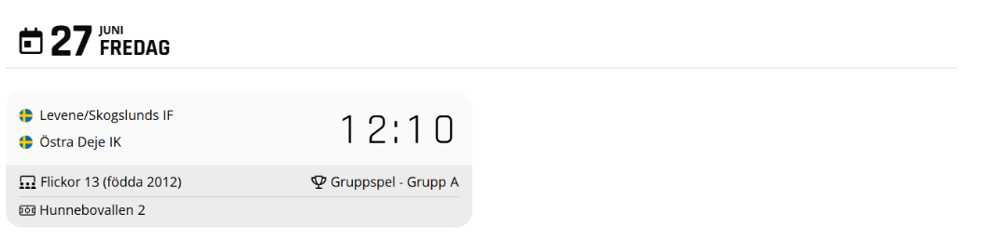 27 JUNI
FREDAG
Levene/Skogslunds IF
Östra Deje IK
12:10
Flickor 13 (födda 2012)
Gruppspel - Grupp A
Hunnebovallen 2